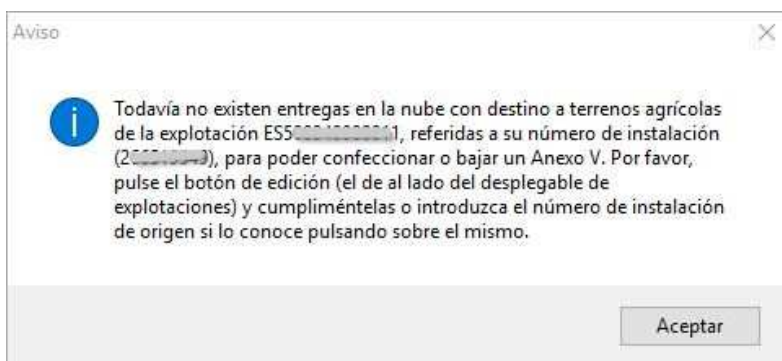 Aviso
Todavía no existen entregas en la nube con destino a terrenos agrícolas
de la explotación referidas a su número de instalación
para poder confeccionar o bajar un Anexo V. Por favor,
pulse el botón de edición (el de al lado del desplegable de
explotaciones) y cumpliméntelas o introduzca el número de instalación
de origen si lo conoce pulsando sobre el mismo.
Aceptar